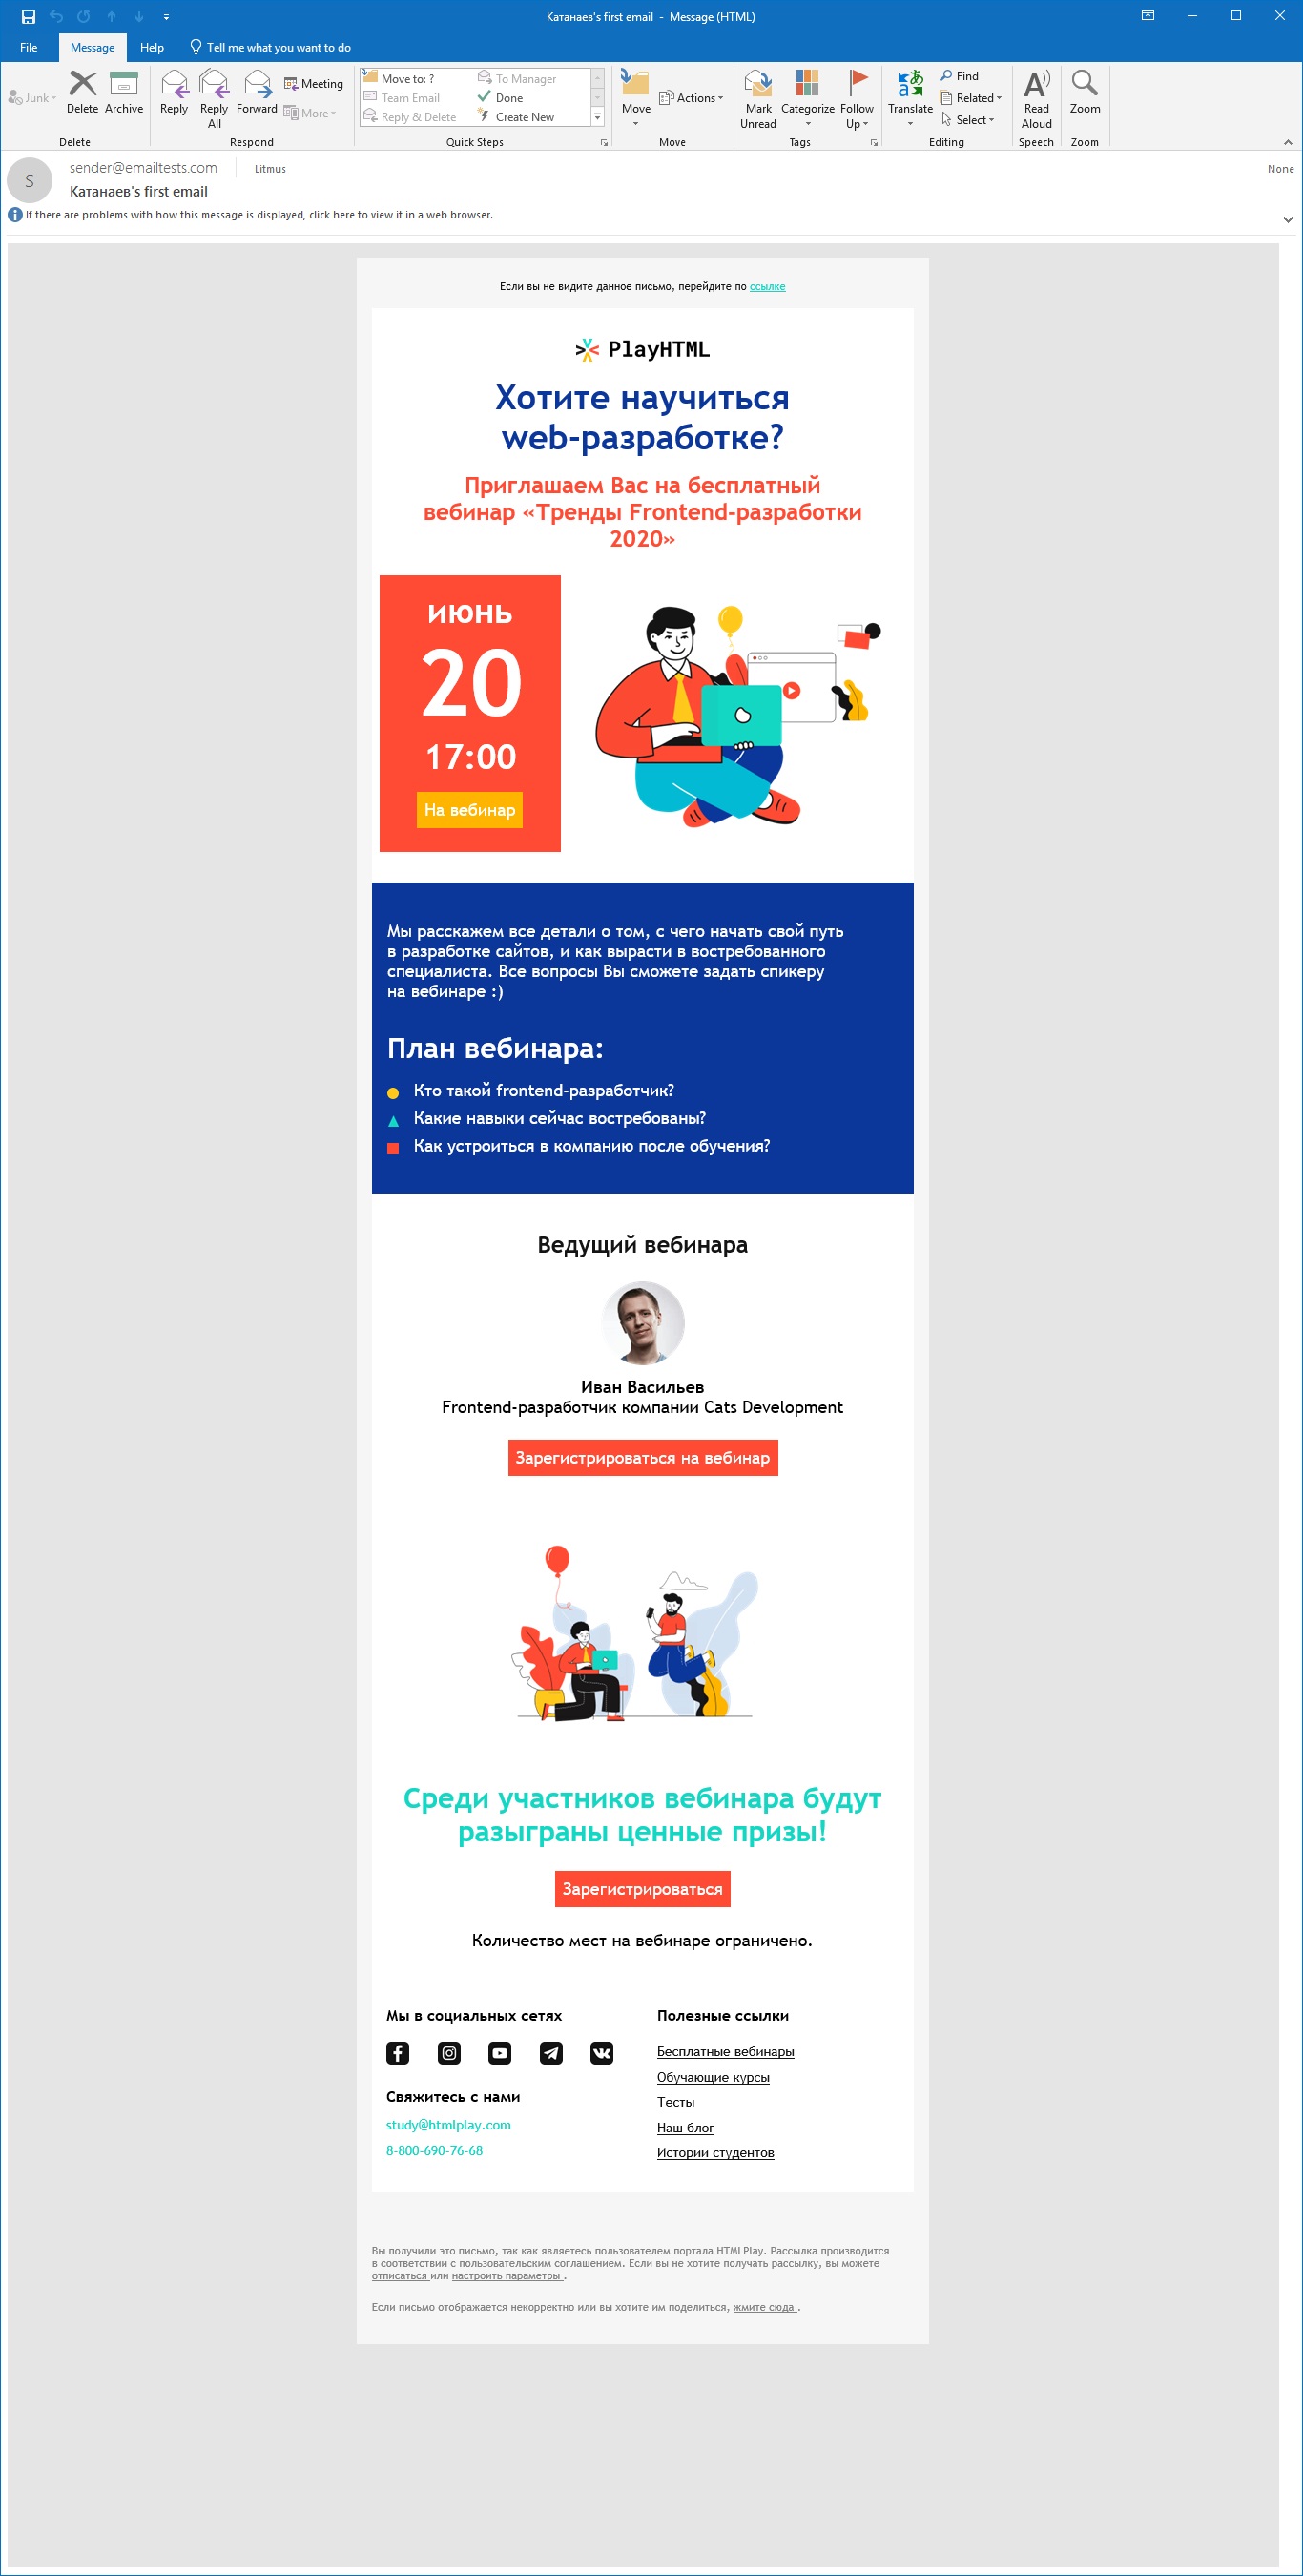 Катанаев's first email - Message (HTML)
File Message Help Tell me what you want to do
Junk
Delete
Archive
Reply
Reply All
Forward
Meeting
More
Move to: ?
Team Email
Reply & Delete
To Manager
Done
Create New
Move
Actions
Mark Unread
Categorize
Follow Up
Translate
Find
Related
Select
Read Aloud
Zoom
Delete Respond Quick Steps Move Tags Editing Speech Zoom
S
sender@emailtests.com Litmus None
Катанаев's first email
If there are problems with how this message is displayed, click here to view it in a web browser.
Если вы не видите данное письмо, перейдите по ссылке
PlayHTML
Хотите научиться
web-разработке?
Приглашаем Вас на бесплатный
вебинар «Тренды Frontend-разработки
2020»
июнь
20
17:00
На вебинар
Мы расскажем все детали о том, с чего начать свой путь
в разработке сайтов, и как вырасти в востребованного
специалиста. Все вопросы Вы сможете задать спикеру
на вебинаре :)
План вебинара:
Кто такой frontend-разработчик?
Какие навыки сейчас востребованы?
Как устроиться в компанию после обучения?
Ведущий вебинара
Иван Васильев
Frontend-разработчик компании Cats Development
Зарегистрироваться на вебинар
Среди участников вебинара будут
разыграны ценные призы!
Зарегистрироваться
Количество мест на вебинаре ограничено.
Мы в социальных сетях
Свяжитесь с нами
study@htmlplay.com
8-800-690-76-68
Полезные ссылки
Бесплатные вебинары
Обучающие курсы
Тесты
Наш блог
Истории студентов
Вы получили это письмо, так как являетесь пользователем портала HTMLPlay. Рассылка производится
в соответствии с пользовательским соглашением. Если вы не хотите получать рассылку, вы можете
отписаться или настроить параметры .
Если письмо отображается некорректно или вы хотите им поделиться, жмите сюда .